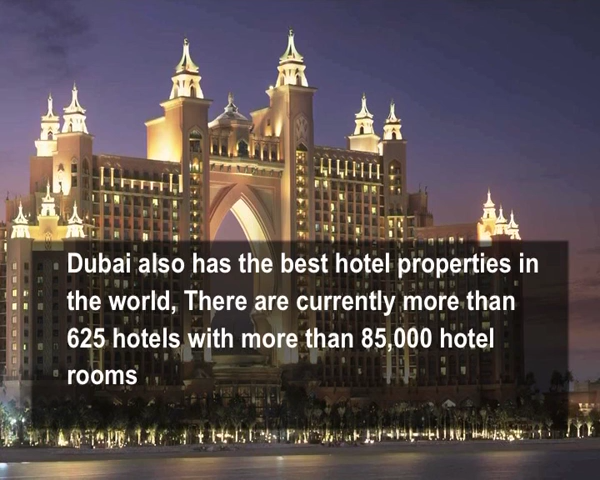 Dubai also has the best hotel properties in
the world, There are currently more than
625 hotels with more than 85,000 hotel
rooms